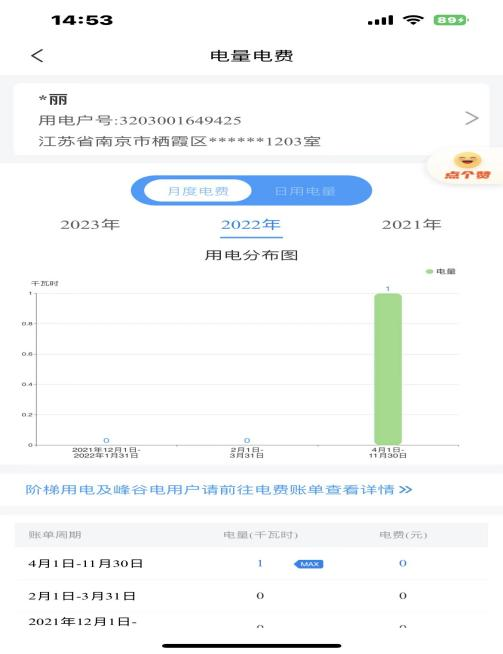 14:53
89
电量电费
*丽
用电户号:3203001649425
江苏省南京市栖霞区******1203室
点个赞
月度电费 日用电量
2023年 2022年 2021年
用电分布图
电量
千瓦时
1
1
0.8
0.6
0.4
0.2
0 0
0
2021年12月1日- 2月1日- 4月1日-
2022年1月31日 3月31日 11月30日
阶梯用电及峰谷电用户请前往电费账单查看详情
账单周期 电量(千瓦时) 电费(元)
4月1日-11月30日 1 MAX 0
2月1日-3月31日 0 0
2021年12月1日-